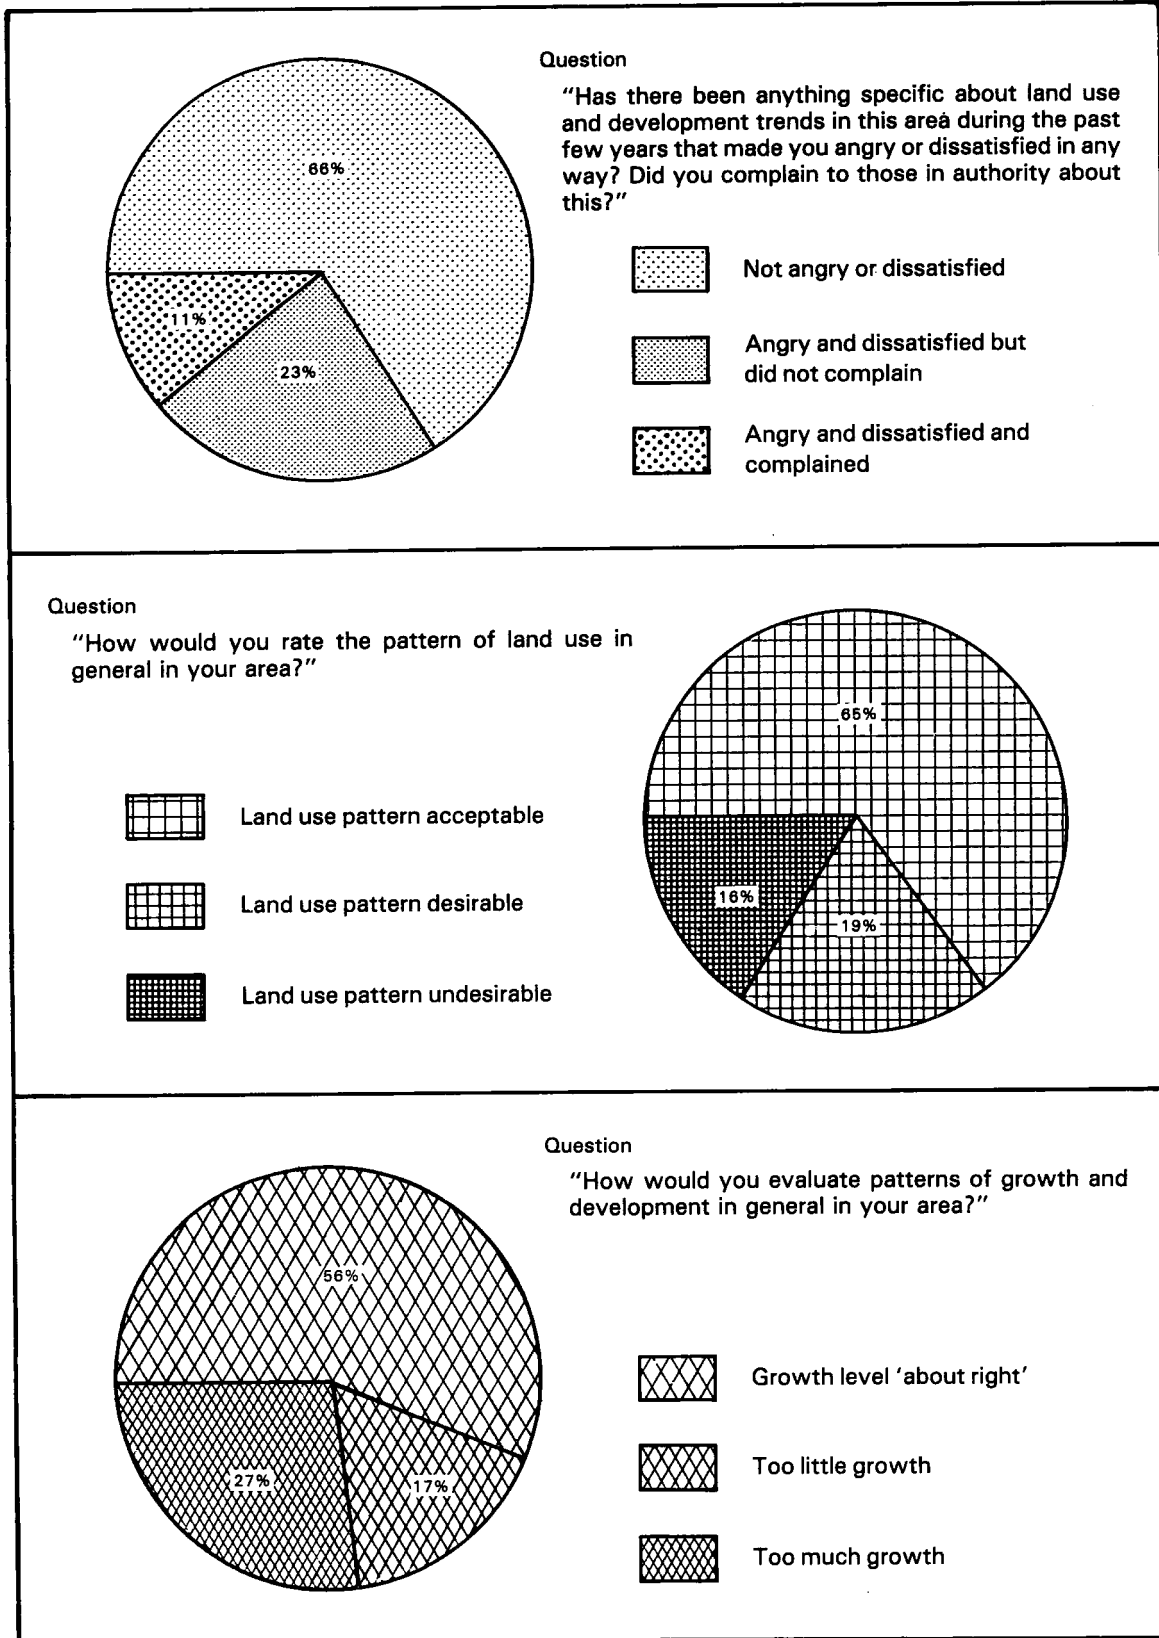 Question
“Has there been anything specific about land use
and development trends in this area during the past
few years that made you angry or dissatisfied in any
way? Did you complain to those in authority about
this?”
66%
11%
23%
Not angry or dissatisfied
Angry and dissatisfied but
did not complain
Angry and dissatisfied and
complained
Question
“How would you rate the pattern of land use in
general in your area?”
Land use pattern acceptable
Land use pattern desirable
Land use pattern undesirable
65%
16%
19%
Question
“How would you evaluate patterns of growth and
development in general in your area?”
56%
27%
17%
Growth level ‘about right’
Too little growth
Too much growth